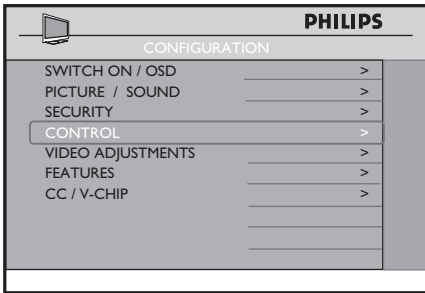 PHILIPS
CONFIGURATION
SWITCH ON / OSD >
PICTURE / SOUND >
SECURITY >
CONTROL >
VIDEO ADJUSTMENTS >
FEATURES >
CC / V-CHIP >